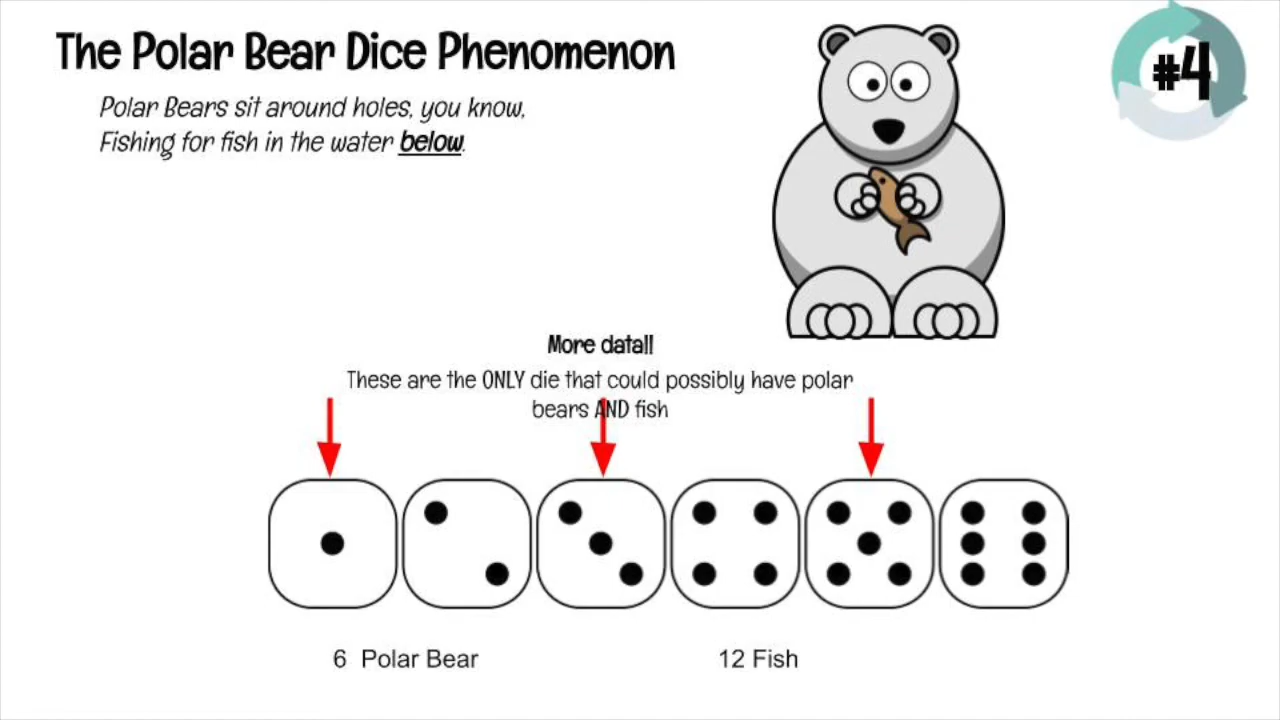 The Polar Bear Dice Phenomenon
#4
Polar Bears sit around holes, you know,
Fishing for fish in the water below.
More data!!
These are the ONLY die that could possibly have polar
bears AND fish
6 Polar Bear
12 Fish